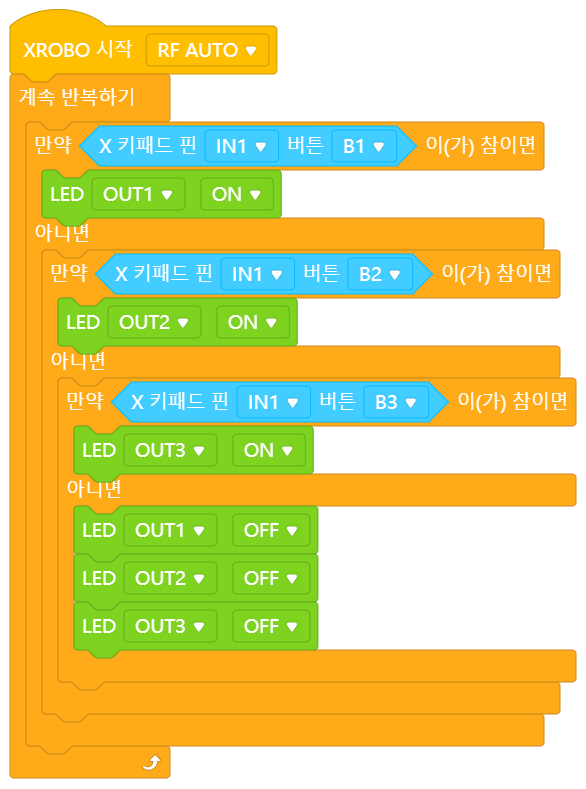 XROBO 시작 RF AUTO
계속 반복하기
만약 X 키패드 핀 IN1 버튼 B1 이(가) 참이면
LED OUT1 ON
아니면
만약 X 키패드 핀 IN1 버튼 B2 이(가) 참이면
LED OUT2 ON
아니면
만약 X 키패드 핀 IN1 버튼 B3 이(가) 참이면
LED OUT3 ON
아니면
LED OUT1 OFF
LED OUT2 OFF
LED OUT3 OFF